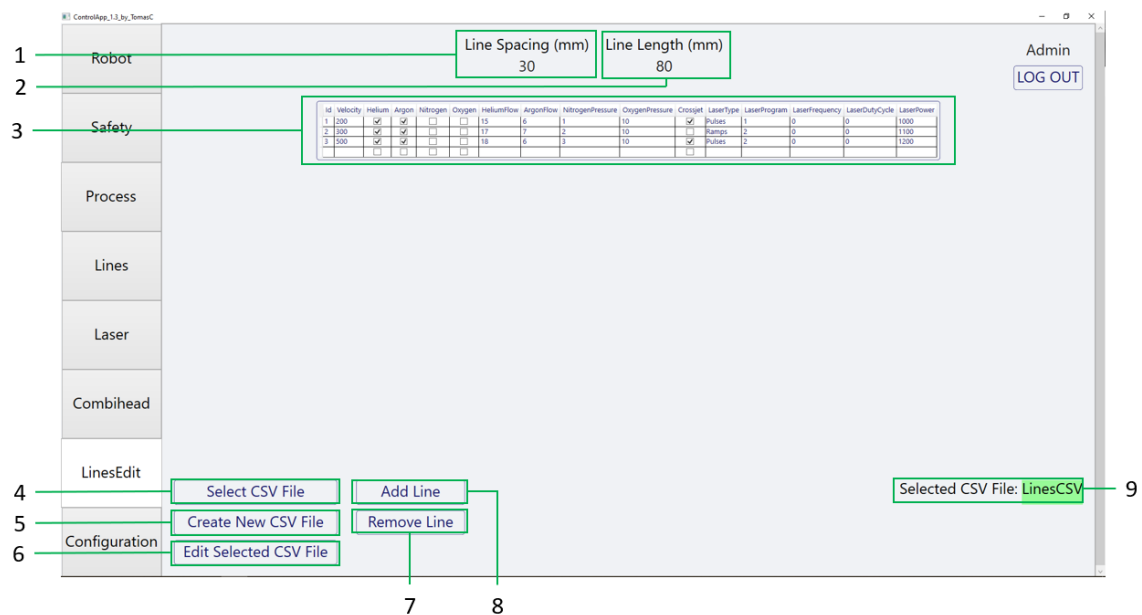 ControlApp_1.3_by_TomasC
Robot
Safety
Process
Lines
Laser
Combihead
LinesEdit
Configuration
Line Spacing (mm)
30
Line Length (mm)
80
Admin
LOG OUT
Id Velocity Helium Argon Nitrogen Oxygen HeliumFlow ArgonFlow NitrogenPressure OxygenPressure Crossjet LaserType LaserProgram LaserFrequency LaserDutyCycle LaserPower
1 200 15 6 1 10 Pulses 1 0 0 1000
2 300 17 7 2 10 Ramps 2 0 0 1100
3 500 18 6 3 10 Pulses 2 0 0 1200
Select CSV File
Add Line
Create New CSV File
Remove Line
Edit Selected CSV File
Selected CSV File: LinesCSV
1
2
3
4
5
6
7
8
9